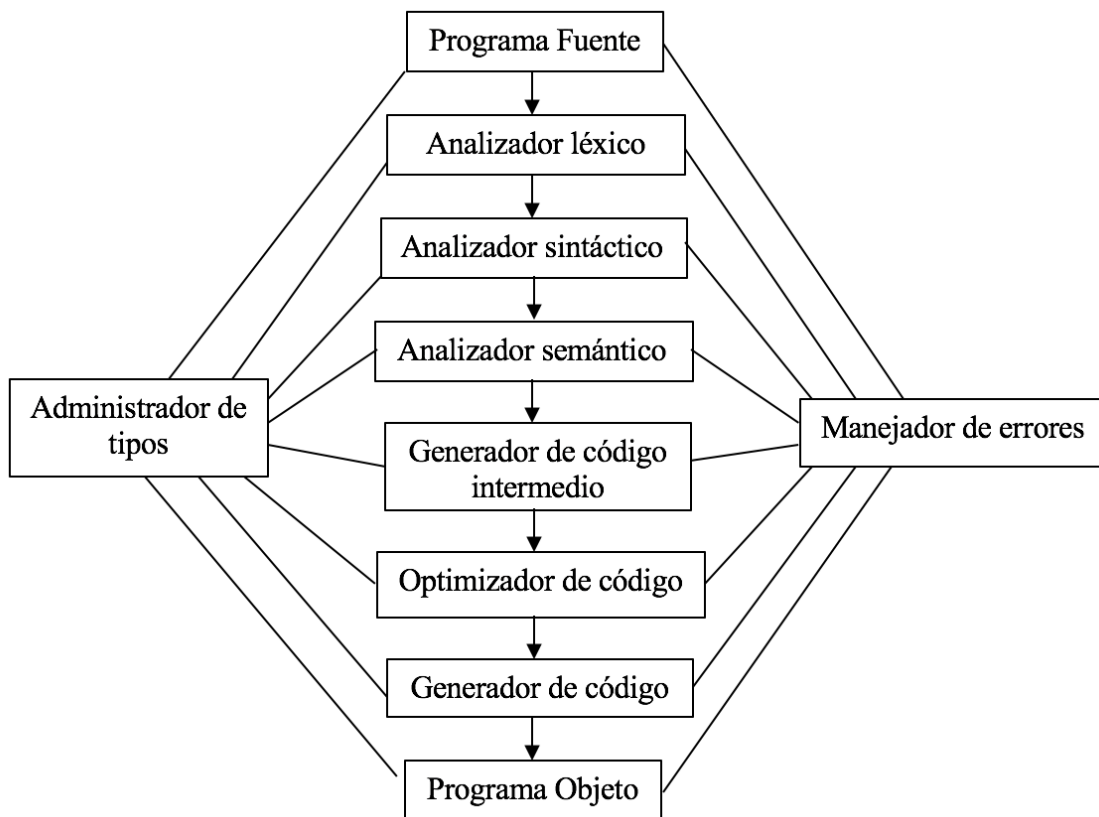 Programa Fuente
Analizador léxico
Analizador sintáctico
Analizador semántico
Administrador de
tipos
Manejador de errores
Generador de código
intermedio
Optimizador de código
Generador de código
Programa Objeto